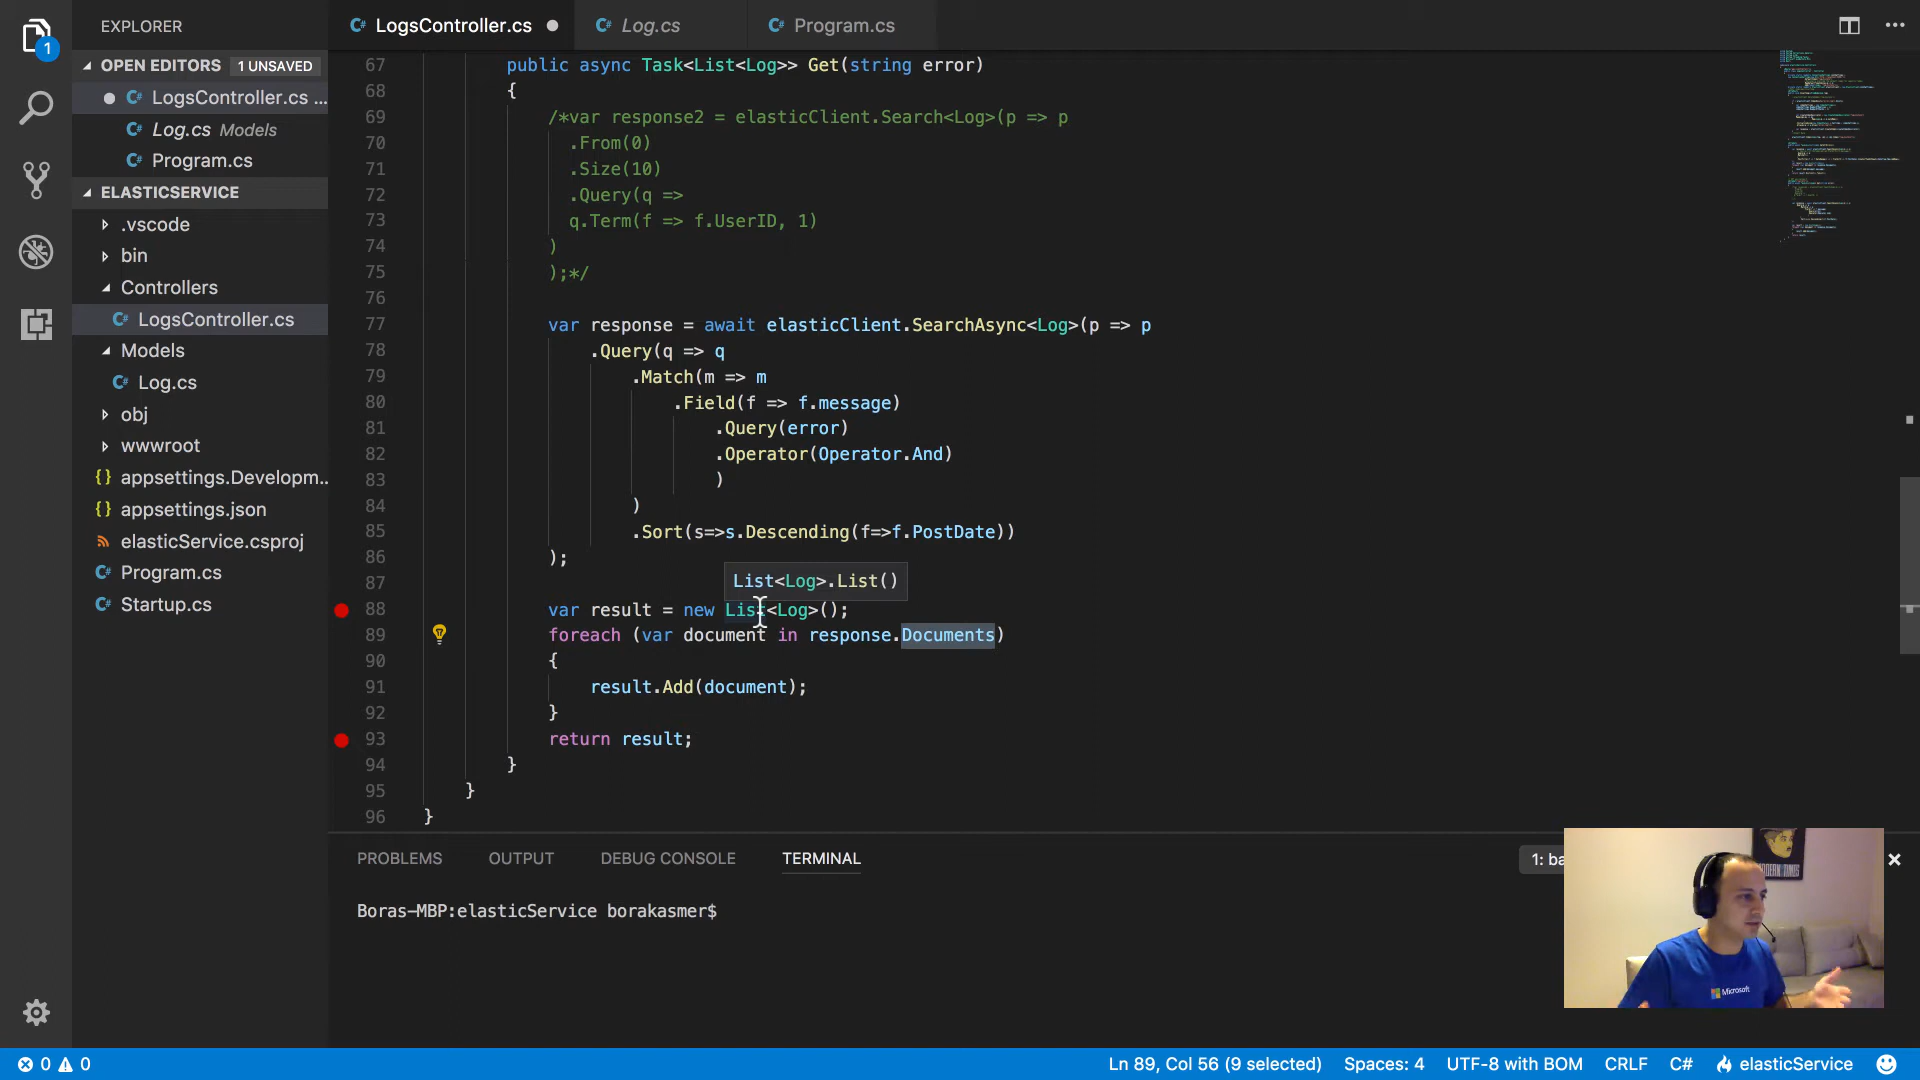 EXPLORER
OPEN EDITORS 1 UNSAVED
LogsController.cs ...
Log.cs Models
Program.cs
ELASTICSERVICE
.vscode
bin
Controllers
LogsController.cs
Models
Log.cs
obj
wwwroot
appsettings.Developm...
appsettings.json
elasticService.csproj
Program.cs
Startup.cs
1
LogsController.cs
Log.cs
Program.cs
67 public async Task<List<Log>> Get(string error)
68 {
69 /*var response2 = elasticClient.Search<Log>(p => p
70 .From(0)
71 .Size(10)
72 .Query(q =>
73 q.Term(f => f.UserID, 1)
74 )
75 );*/
76
77 var response = await elasticClient.SearchAsync<Log>(p => p
78 .Query(q => q
79 .Match(m => m
80 .Field(f => f.message)
81 .Query(error)
82 .Operator(Operator.And)
83 )
84 )
85 .Sort(s=>s.Descending(f=>f.PostDate))
86 );
87
List<Log>.List()
88 var result = new List<Log>();
89 foreach (var document in response.Documents)
90 {
91 result.Add(document);
92 }
93 return result;
94 }
95 }
96 }
PROBLEMS OUTPUT DEBUG CONSOLE TERMINAL
1: ba
Boras-MBP:elasticService borakasmer$
MODERN TIMES
Microsoft
0 0 Ln 89, Col 56 (9 selected) Spaces: 4 UTF-8 with BOM CRLF C# elasticService